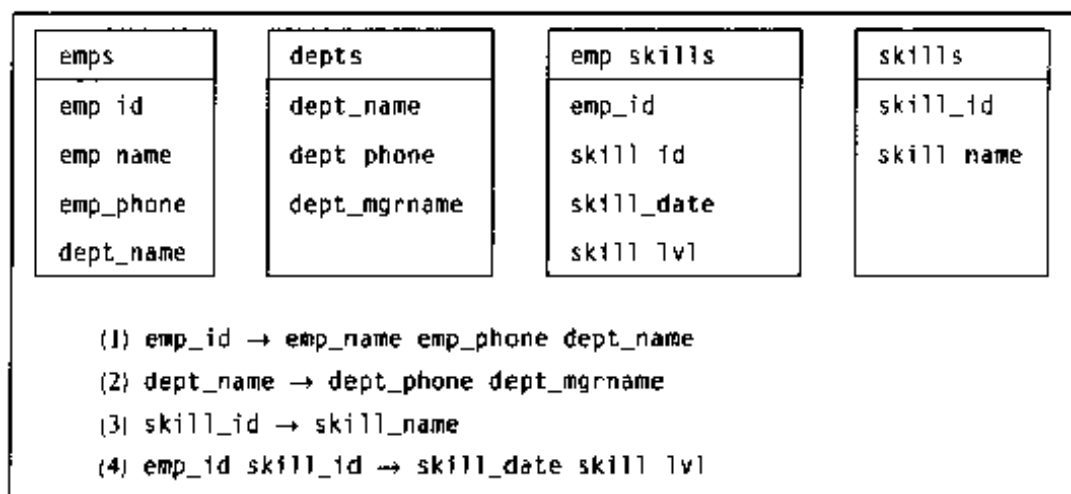 emps
emp id
emp name
emp_phone
dept_name
depts
dept_name
dept phone
dept_mgrname
emp skills
emp_id
skill id
skill_date
skill lvl
skills
skill_id
skill name
(1) emp_id → emp_name emp_phone dept_name
(2) dept_name → dept_phone dept_mgrname
(3) skill_id → skill_name
(4) emp_id skill_id → skill_date skill lvl